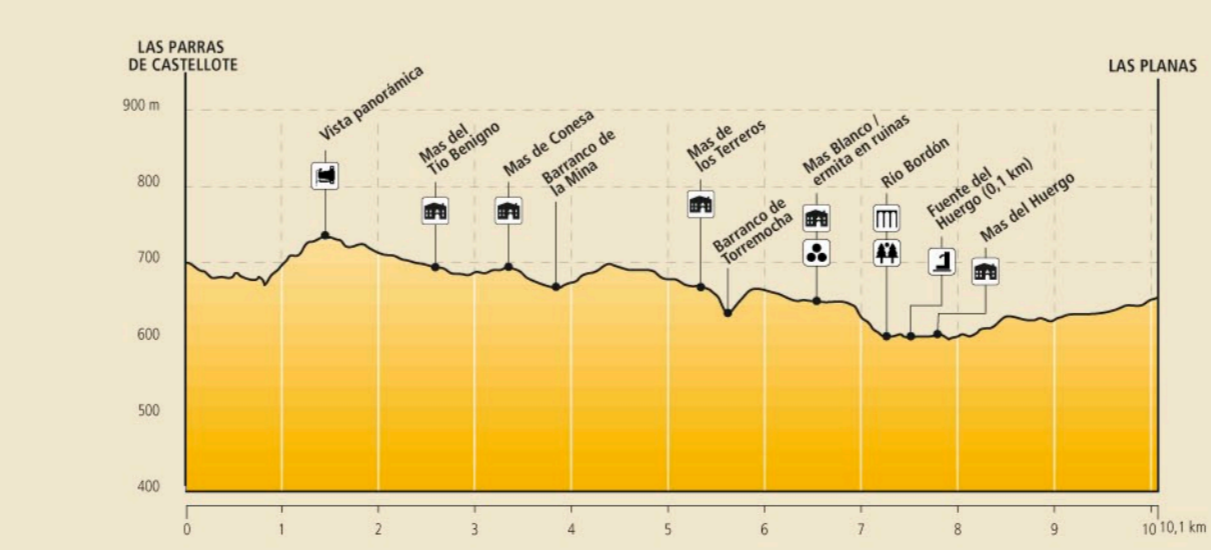 LAS PARRAS
DE CASTELLOTE
LAS PLANAS
900 m
800
700
600
500
400
Vista panorámica
Mas del
Tío Benigno
Mas de Conesa
Barranco de
la Mina
Mas de
los Terreros
Barranco de
Torremocha
Mas Blanco /
ermita en ruinas
Río Bordón
Fuente del
Huergo (0,1 km)
Mas del Huergo
0 1 2 3 4 5 6 7 8 9 10 10,1 km